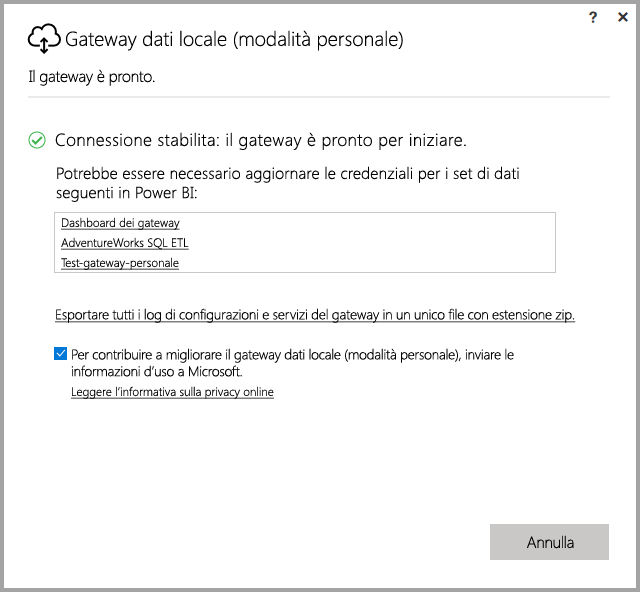 ? ×
Gateway dati locale (modalità personale)
Il gateway è pronto.
Connessione stabilita: il gateway è pronto per iniziare.
Potrebbe essere necessario aggiornare le credenziali per i set di dati
seguenti in Power BI:
Dashboard dei gateway
AdventureWorks SQL ETL
Test-gateway-personale
Esportare tutti i log di configurazioni e servizi del gateway in un unico file con estensione zip.
Per contribuire a migliorare il gateway dati locale (modalità personale), inviare le
informazioni d'uso a Microsoft.
Leggere l'informativa sulla privacy online
Annulla